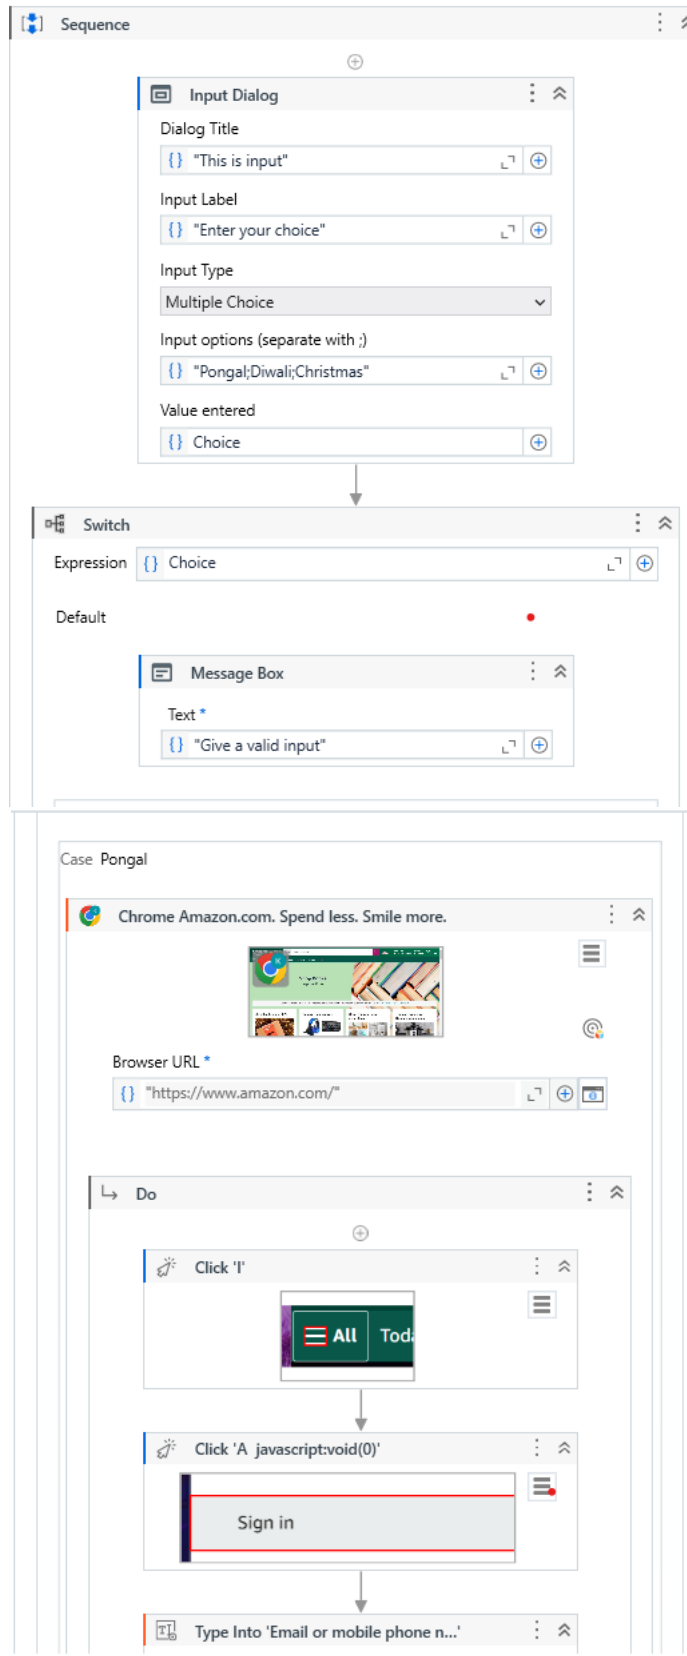 Sequence
Input Dialog
Dialog Title
"This is input"
Input Label
"Enter your choice"
Input Type
Multiple Choice
Input options (separate with ;)
"Pongal;Diwali;Christmas"
Value entered
Choice
Switch
Expression
Choice
Default
Message Box
Text *
"Give a valid input"
Case Pongal
Chrome Amazon.com. Spend less. Smile more.
Browser URL *
"https://www.amazon.com/"
Do
Click 'I'
All Toda
Click 'A javascript:void(0)'
Sign in
Type Into 'Email or mobile phone n...'